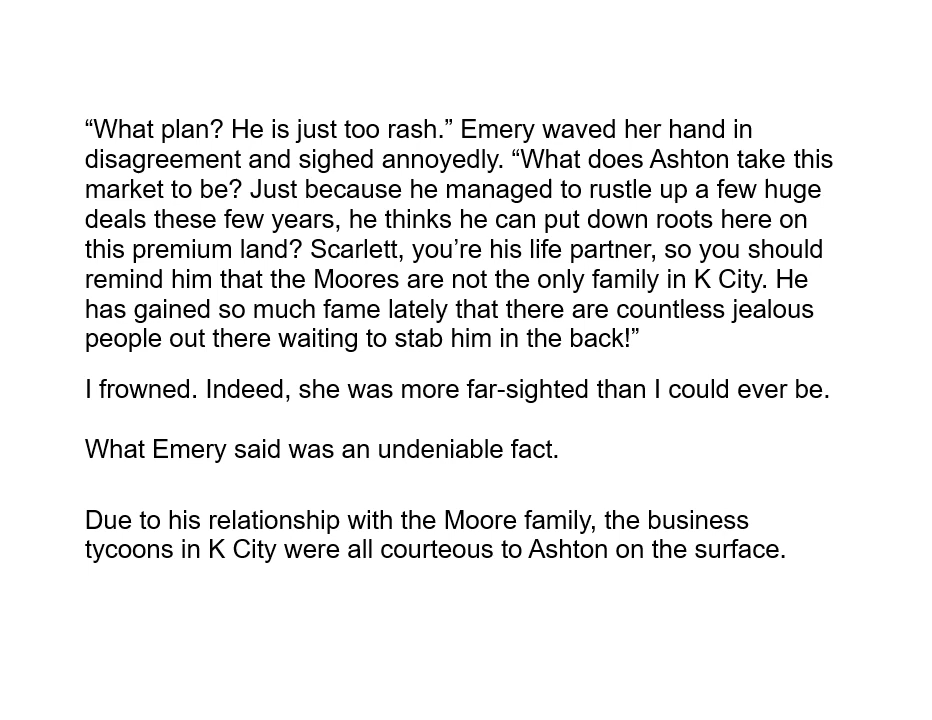 “What plan? He is just too rash.” Emery waved her hand in
disagreement and sighed annoyedly. “What does Ashton take this
market to be? Just because he managed to rustle up a few huge
deals these few years, he thinks he can put down roots here on
this premium land? Scarlett, you’re his life partner, so you should
remind him that the Moores are not the only family in K City. He
has gained so much fame lately that there are countless jealous
people out there waiting to stab him in the back!”
I frowned. Indeed, she was more far-sighted than I could ever be.
What Emery said was an undeniable fact.
Due to his relationship with the Moore family, the business
tycoons in K City were all courteous to Ashton on the surface.